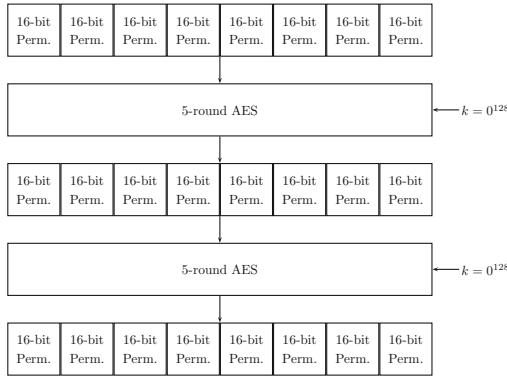 16-bit 16-bit 16-bit 16-bit 16-bit 16-bit 16-bit 16-bit
Perm. Perm. Perm. Perm. Perm. Perm. Perm. Perm.
5-round AES
k = 0^128
16-bit 16-bit 16-bit 16-bit 16-bit 16-bit 16-bit 16-bit
Perm. Perm. Perm. Perm. Perm. Perm. Perm. Perm.
5-round AES
k = 0^128
16-bit 16-bit 16-bit 16-bit 16-bit 16-bit 16-bit 16-bit
Perm. Perm. Perm. Perm. Perm. Perm. Perm. Perm.